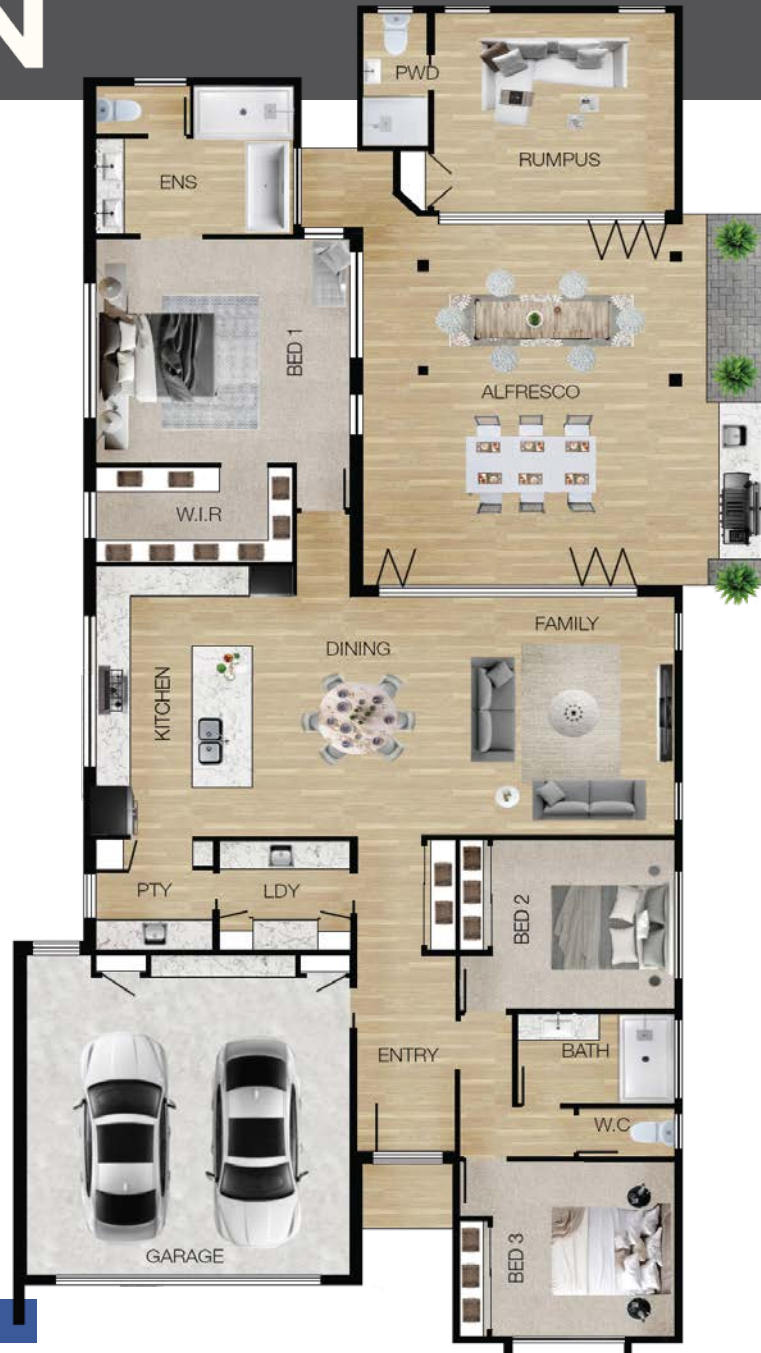 N
PWD
RUMPUS
ENS
BED 1
ALFRESCO
W.I.R
FAMILY
DINING
KITCHEN
PTY
LDY
BED 2
ENTRY
BATH
W.C
GARAGE
BED 3